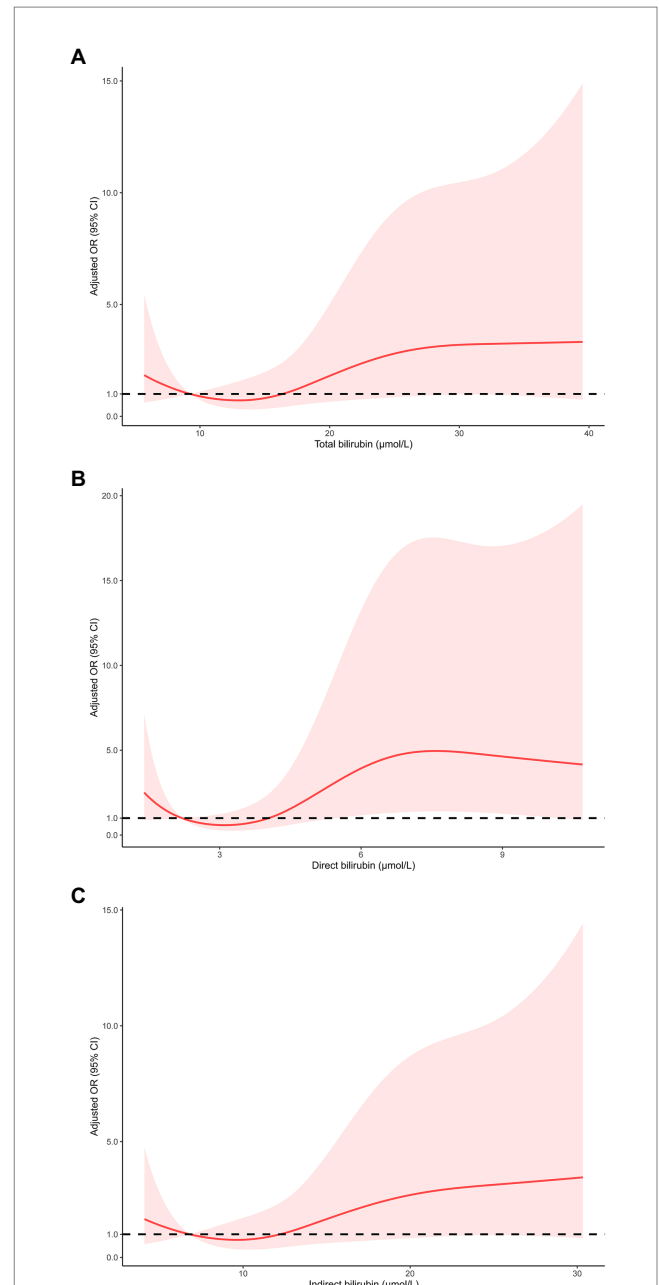 A
15.0
10.0
5.0
1.0
0.0
Adjusted OR (95% CI)
10 20 30 40
Total bilirubin (μmol/L)
B
20.0
15.0
10.0
5.0
1.0
0.0
Adjusted OR (95% CI)
3 6 9
Direct bilirubin (μmol/L)
C
15.0
10.0
5.0
1.0
0.0
Adjusted OR (95% CI)
10 20 30
Indirect bilirubin (μmol/L)